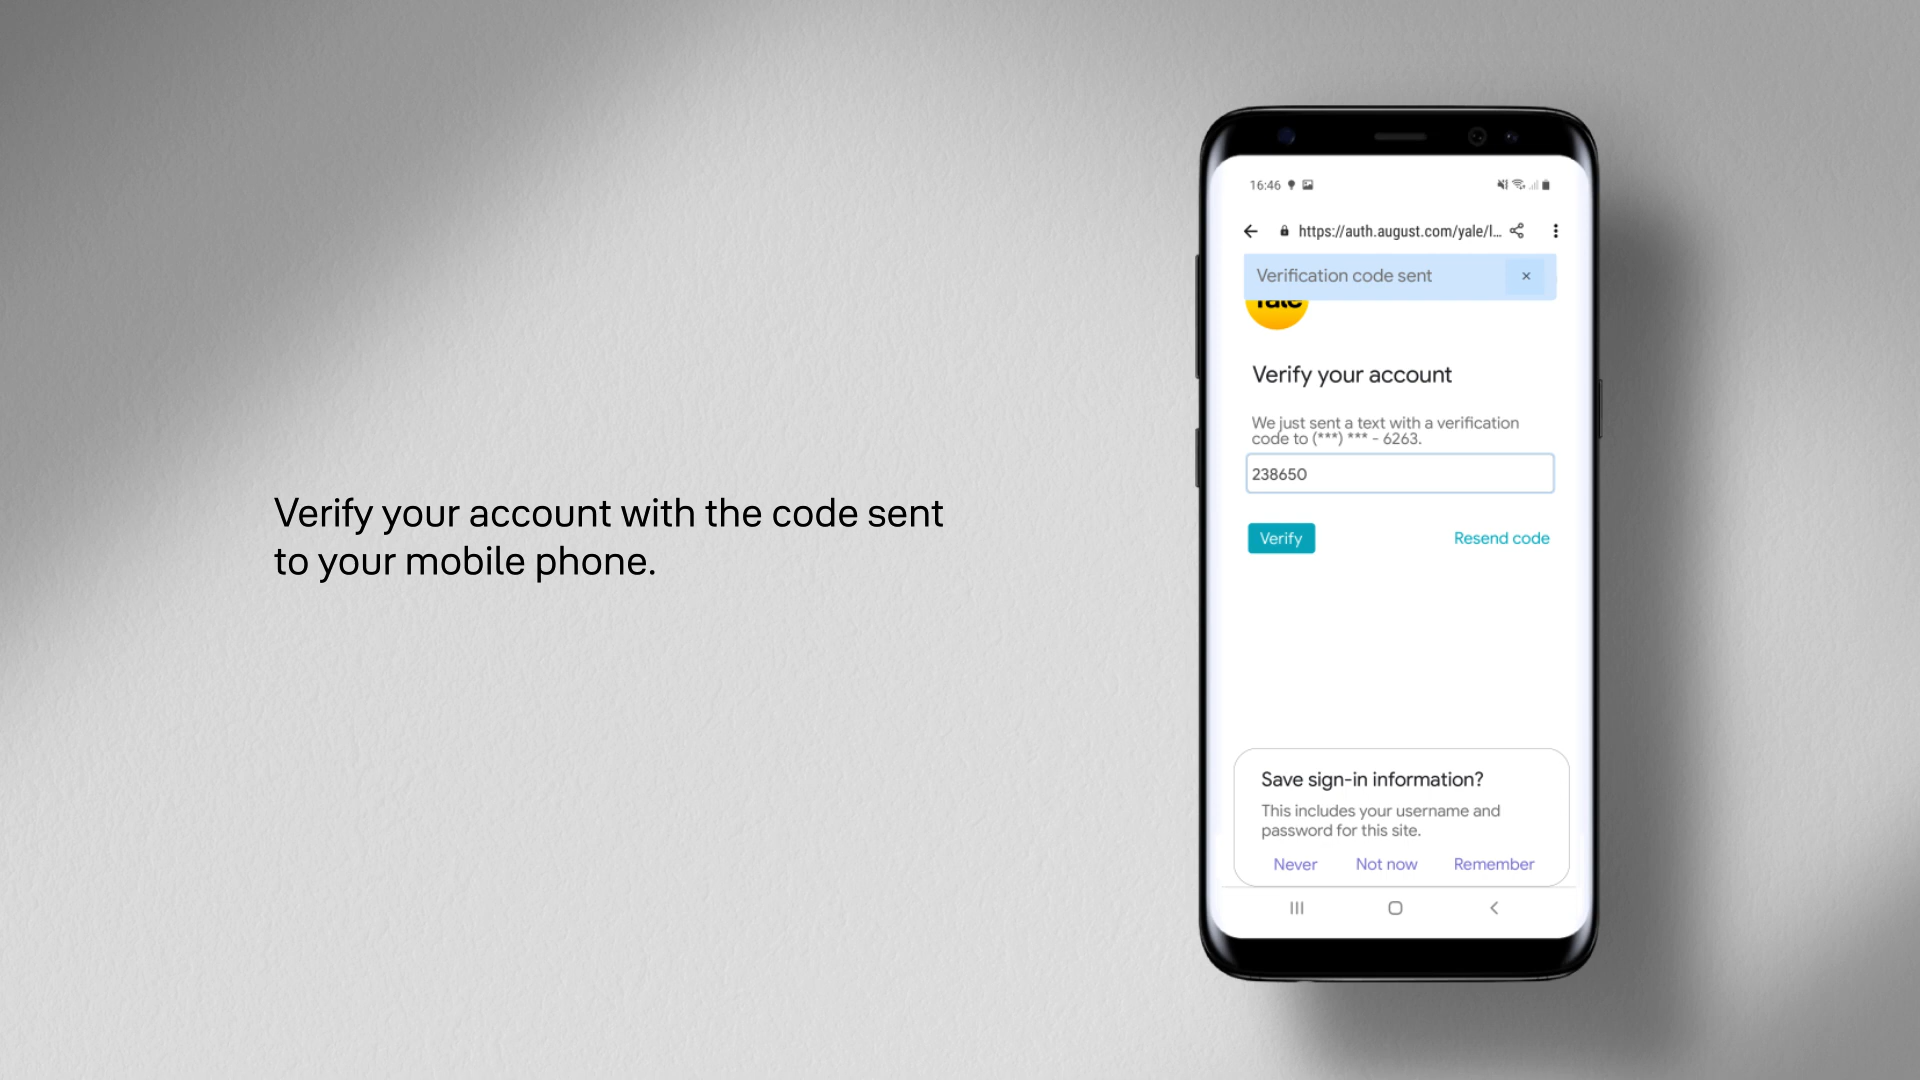 Verify your account with the code sent
to your mobile phone.
16:46
https://auth.august.com/yale/l...
Verification code sent
Yale
Verify your account
We just sent a text with a verification
code to (***) *** - 6263.
238650
Verify
Resend code
Save sign-in information?
This includes your username and
password for this site.
Never
Not now
Remember